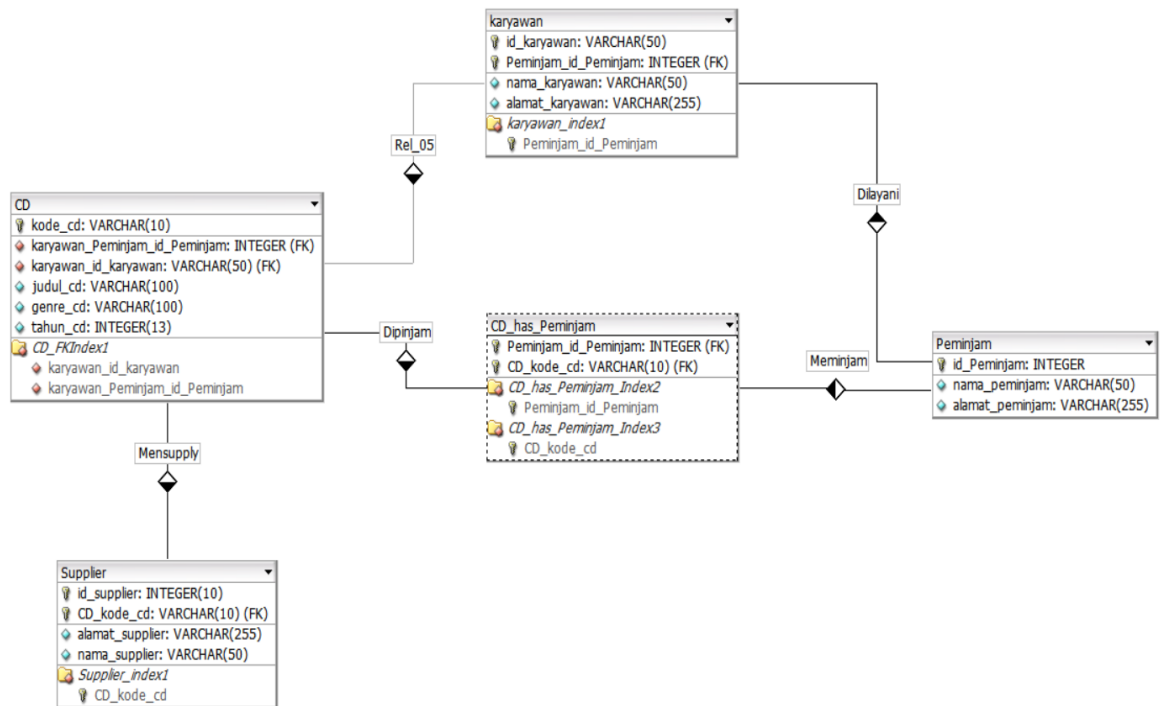 karyawan
id_karyawan: VARCHAR(50)
Peminjam_id_Peminjam: INTEGER (FK)
nama_karyawan: VARCHAR(50)
alamat_karyawan: VARCHAR(255)
karyawan_index1
Peminjam_id_Peminjam
Rel_05
Dilayani
CD
kode_cd: VARCHAR(10)
karyawan_Peminjam_id_Peminjam: INTEGER (FK)
karyawan_id_karyawan: VARCHAR(50) (FK)
judul_cd: VARCHAR(100)
genre_cd: VARCHAR(100)
tahun_cd: INTEGER(13)
CD_FKIndex1
karyawan_id_karyawan
karyawan_Peminjam_id_Peminjam
Dipinjam
CD_has_Peminjam
Peminjam_id_Peminjam: INTEGER (FK)
CD_kode_cd: VARCHAR(10) (FK)
CD_has_Peminjam_Index2
Peminjam_id_Peminjam
CD_has_Peminjam_Index3
CD_kode_cd
Meminjam
Peminjam
id_Peminjam: INTEGER
nama_peminjam: VARCHAR(50)
alamat_peminjam: VARCHAR(255)
Mensupply
Supplier
id_supplier: INTEGER(10)
CD_kode_cd: VARCHAR(10) (FK)
alamat_supplier: VARCHAR(255)
nama_supplier: VARCHAR(50)
Supplier_index1
CD_kode_cd